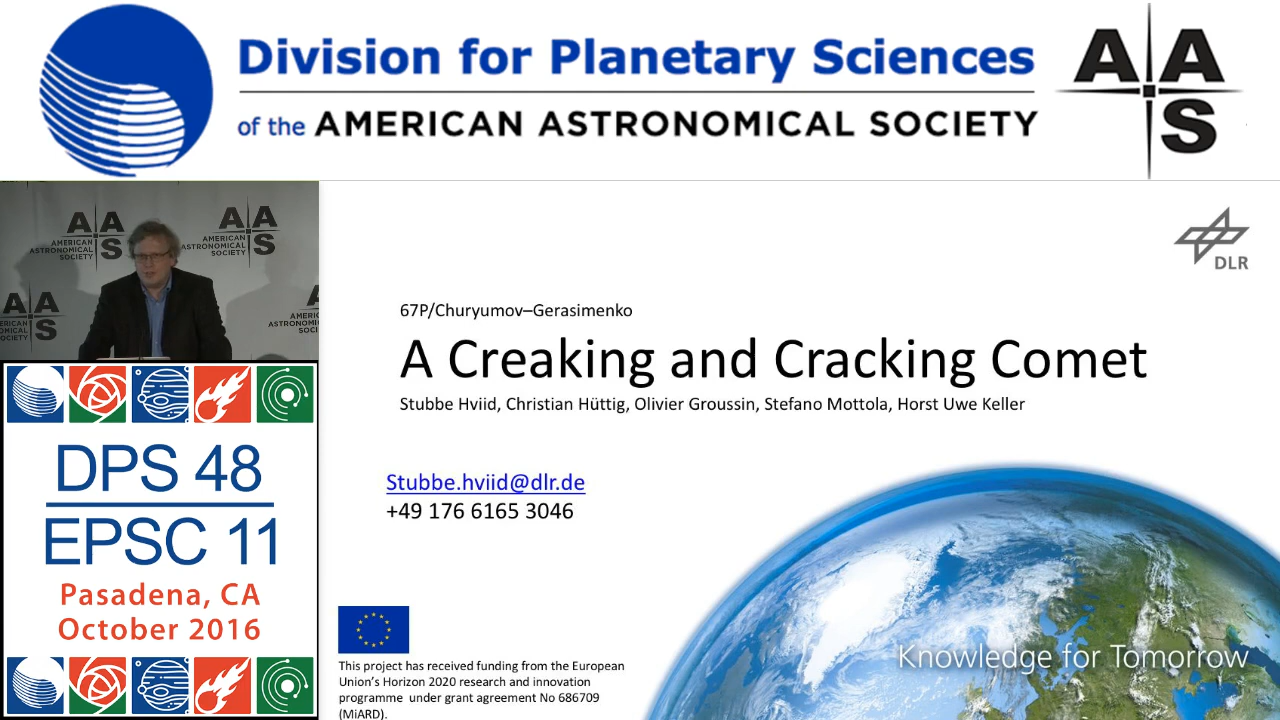 Division for Planetary Sciences
of the AMERICAN ASTRONOMICAL SOCIETY
A A
S
A A
AMERICAN
ASTRONOMICAL
SOCIETY
S
A A
AMERICAN
ASTRONOMICAL
SOCIETY
S
DLR
67P/Churyumov–Gerasimenko
A Creaking and Cracking Comet
Stubbe Hviid, Christian Hüttig, Olivier Groussin, Stefano Mottola, Horst Uwe Keller
Stubbe.hviid@dlr.de
+49 176 6165 3046
DPS 48
EPSC 11
Pasadena, CA
October 2016
This project has received funding from the European
Union's Horizon 2020 research and innovation
programme under grant agreement No 686709
(MiARD).
Knowledge for Tomorrow